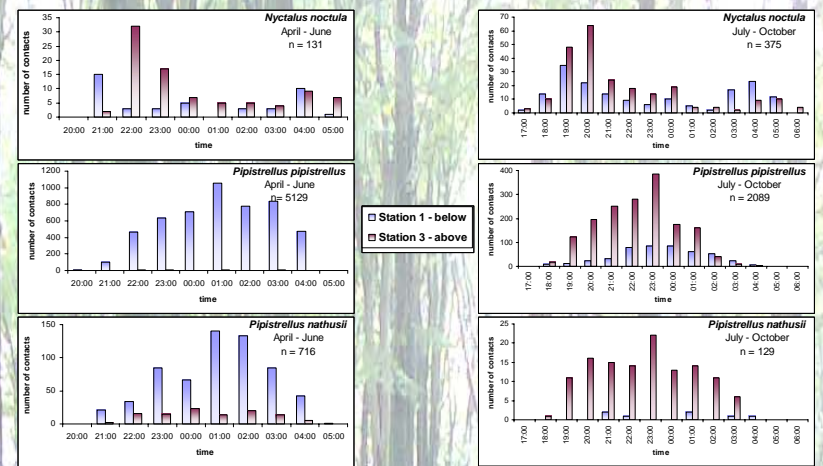 Nyctalus noctula
April - June
n = 131
number of contacts
35
30
25
20
15
10
5
0
20:00 21:00 22:00 23:00 00:00 01:00 02:00 03:00 04:00 05:00
time
Nyctalus noctula
July - October
n = 375
number of contacts
70
60
50
40
30
20
10
0
17:00 18:00 19:00 20:00 21:00 22:00 23:00 00:00 01:00 02:00 03:00 04:00 05:00 06:00
time
Pipistrellus pipistrellus
April - June
n= 5129
number of contacts
1200
1000
800
600
400
200
0
20:00 21:00 22:00 23:00 00:00 01:00 02:00 03:00 04:00 05:00
time
Station 1 - below
Station 3 - above
Pipistrellus pipistrellus
July - October
n = 2089
number of contacts
400
300
200
100
0
17:00 18:00 19:00 20:00 21:00 22:00 23:00 00:00 01:00 02:00 03:00 04:00 05:00 06:00
time
Pipistrellus nathusii
April - June
n = 716
number of contacts
150
100
50
0
20:00 21:00 22:00 23:00 00:00 01:00 02:00 03:00 04:00 05:00
time
Pipistrellus nathusii
July - October
n = 129
number of contacts
25
20
15
10
5
0
17:00 18:00 19:00 20:00 21:00 22:00 23:00 00:00 01:00 02:00 03:00 04:00 05:00 06:00
time